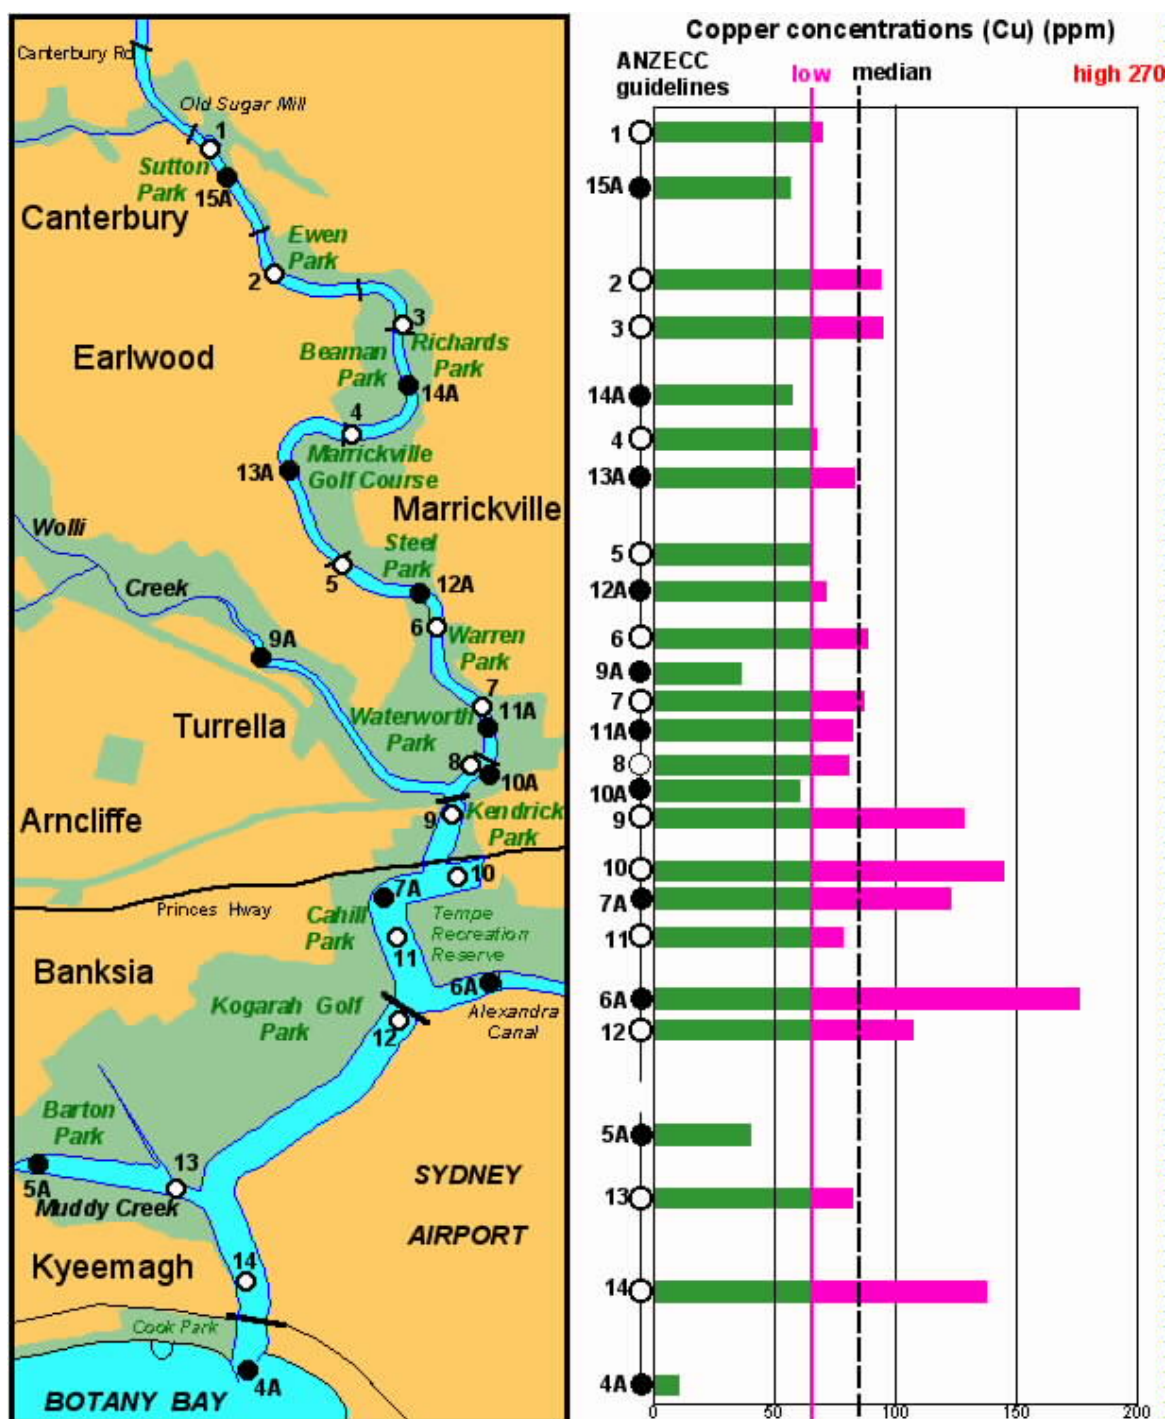 Canterbury Rd
Old Sugar Mill
1
Sutton
Park
15A
Canterbury
Ewen
Park
2
3
Earlwood
Beaman
Park
Richards
Park
14A
4
Marrickville
Golf Course
13A
Marrickville
Wolli
Creek
Steel
Park
5
12A
6
9A
Warren
Park
7
11A
Turrella
Waterworth
Park
8
10A
Arncliffe
9
Kendrick
Park
10
Princes Hway
7A
Cahill
Park
Tempe
Recreation
Reserve
11
Banksia
6A
Kogarah Golf
Park
Alexandra
Canal
12
Barton
Park
13
5A
Muddy Creek
SYDNEY
AIRPORT
Kyeemagh
14
Cook Park
4A
BOTANY BAY
Copper concentrations (Cu) (ppm)
ANZECC
guidelines
low
median
high 270
1
15A
2
3
14A
4
13A
5
12A
6
9A
7
11A
8
10A
9
10
7A
11
6A
12
5A
13
14
4A
0 50 100 150 200